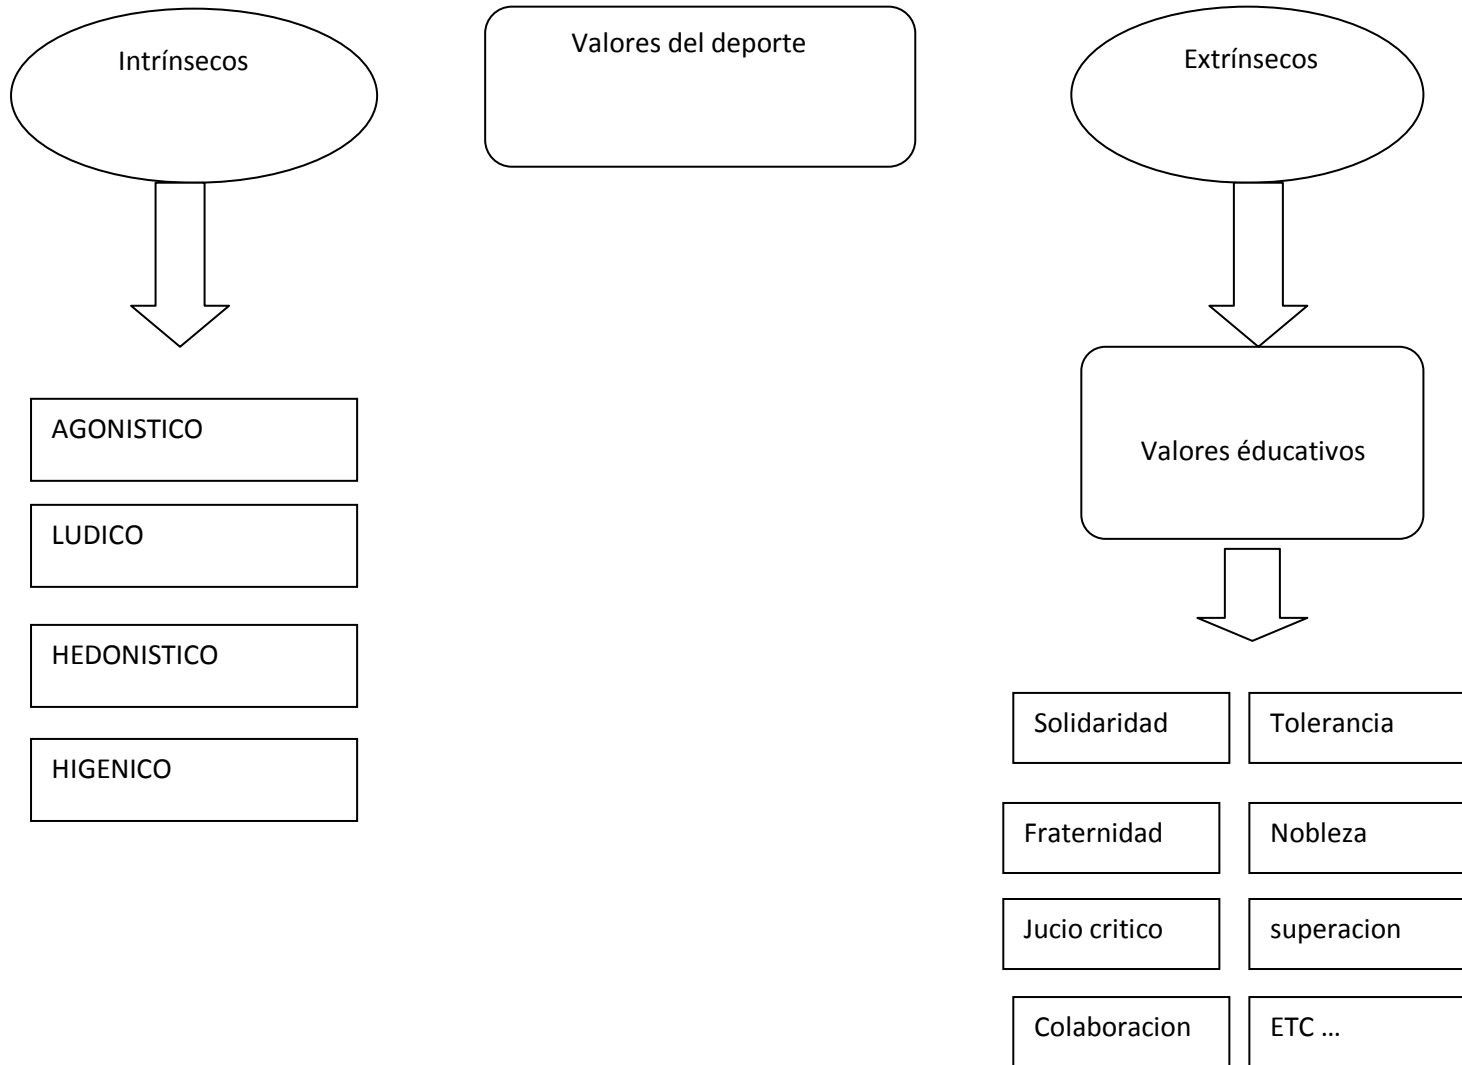 Intrínsecos
Valores del deporte
Extrínsecos
AGONISTICO
LUDICO
HEDONISTICO
HIGENICO
Valores éducativos
Solidaridad
Tolerancia
Fraternidad
Nobleza
Jucio critico
superacion
Colaboracion
ETC ...